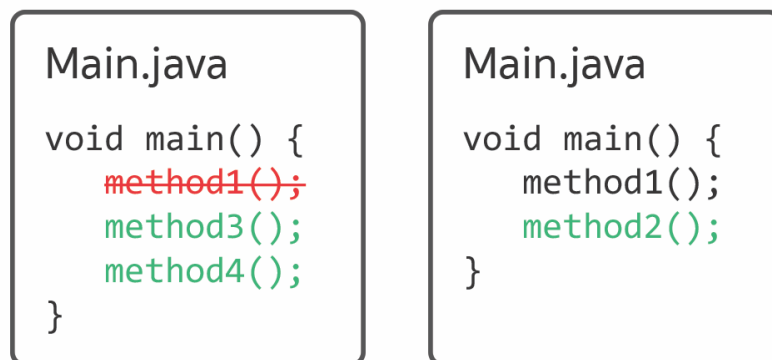 Main.java
void main() {
method1();
method3();
method4();
}
Main.java
void main() {
method1();
method2();
}